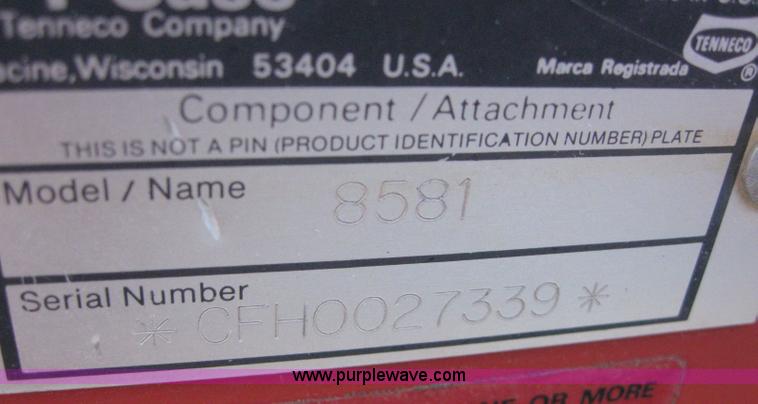 Tenneco Company
Wisconsin 53404 U.S.A.
Marca Registrada
TENNECO
®
Component / Attachment
THIS IS NOT A PIN (PRODUCT IDENTIFICATION NUMBER) PLATE
Model / Name 8581
Serial Number
* CFH0027339 *
www.purplewave.com
OR MORE